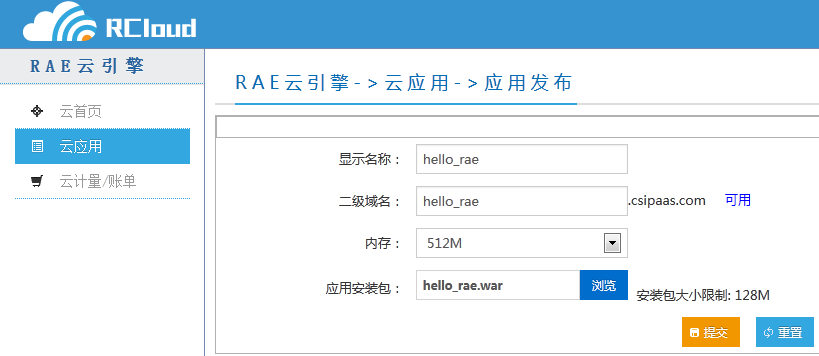 RCloud
RAE云引擎
云首页
云应用
云计量/账单
RAE云引擎->云应用->应用发布
显示名称： hello_rae
二级域名： hello_rae .csipaas.com 可用
内存： 512M
应用安装包： hello_rae.war 浏览 安装包大小限制: 128M
提交 重置